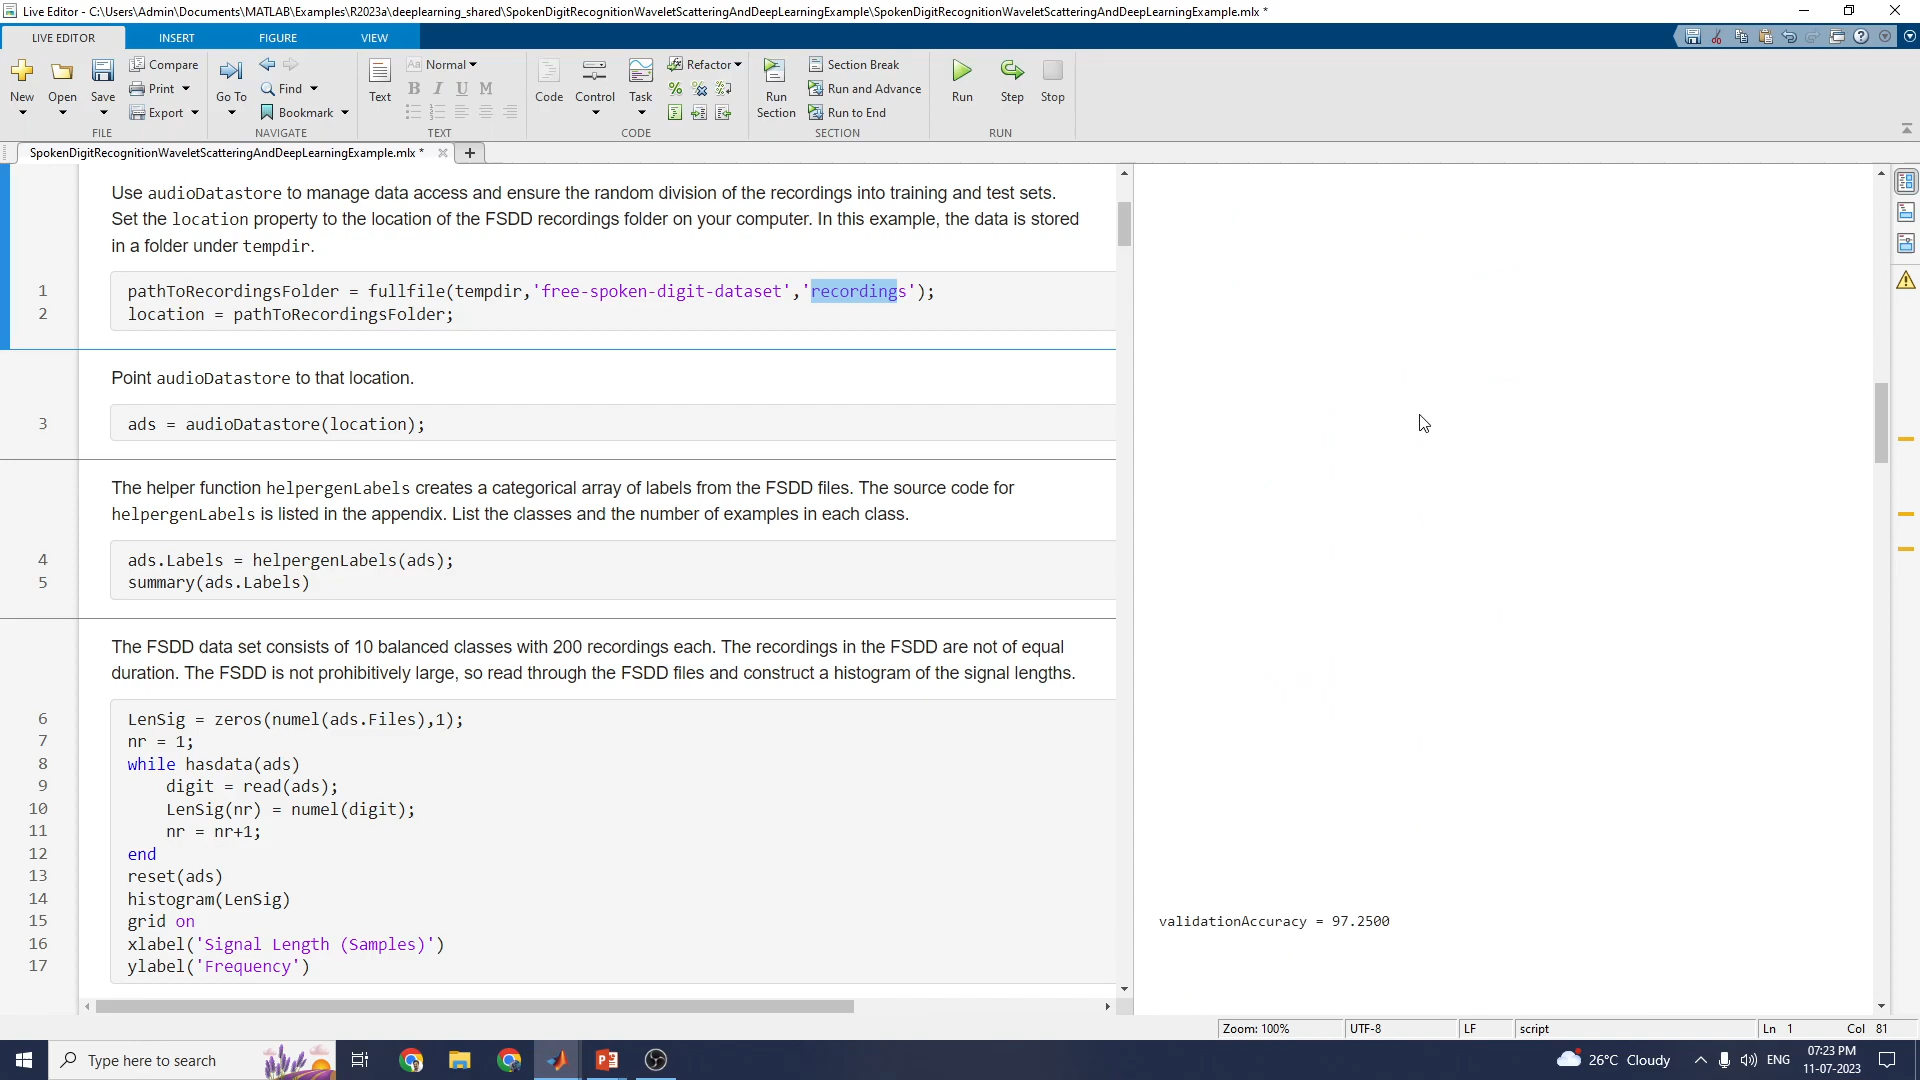 Live Editor - C:\Users\Admin\Documents\MATLAB\Examples\R2023a\deeplearning_shared\SpokenDigitRecognitionWaveletScatteringAndDeepLearningExample\SpokenDigitRecognitionWaveletScatteringAndDeepLearningExample.mlx *
LIVE EDITOR INSERT FIGURE VIEW
New Open Save Compare Print Export
FILE
Go To Find Bookmark
NAVIGATE
Text Aa Normal B I U M
TEXT
Code Control Task Refactor
CODE
Run Section Section Break Run and Advance Run to End
SECTION
Run Step Stop
RUN
SpokenDigitRecognitionWaveletScatteringAndDeepLearningExample.mlx *
Use audioDatastore to manage data access and ensure the random division of the recordings into training and test sets.
Set the location property to the location of the FSDD recordings folder on your computer. In this example, the data is stored
in a folder under tempdir.
1 pathToRecordingsFolder = fullfile(tempdir,'free-spoken-digit-dataset','recordings');
2 location = pathToRecordingsFolder;
Point audioDatastore to that location.
3 ads = audioDatastore(location);
The helper function helpergenLabels creates a categorical array of labels from the FSDD files. The source code for
helpergenLabels is listed in the appendix. List the classes and the number of examples in each class.
4 ads.Labels = helpergenLabels(ads);
5 summary(ads.Labels)
The FSDD data set consists of 10 balanced classes with 200 recordings each. The recordings in the FSDD are not of equal
duration. The FSDD is not prohibitively large, so read through the FSDD files and construct a histogram of the signal lengths.
6 LenSig = zeros(numel(ads.Files),1);
7 nr = 1;
8 while hasdata(ads)
9 digit = read(ads);
10 LenSig(nr) = numel(digit);
11 nr = nr+1;
12 end
13 reset(ads)
14 histogram(LenSig)
15 grid on
16 xlabel('Signal Length (Samples)')
17 ylabel('Frequency')
validationAccuracy = 97.2500
Zoom: 100% UTF-8 LF script Ln 1 Col 81
Type here to search
26°C Cloudy ENG 07:23 PM
11-07-2023